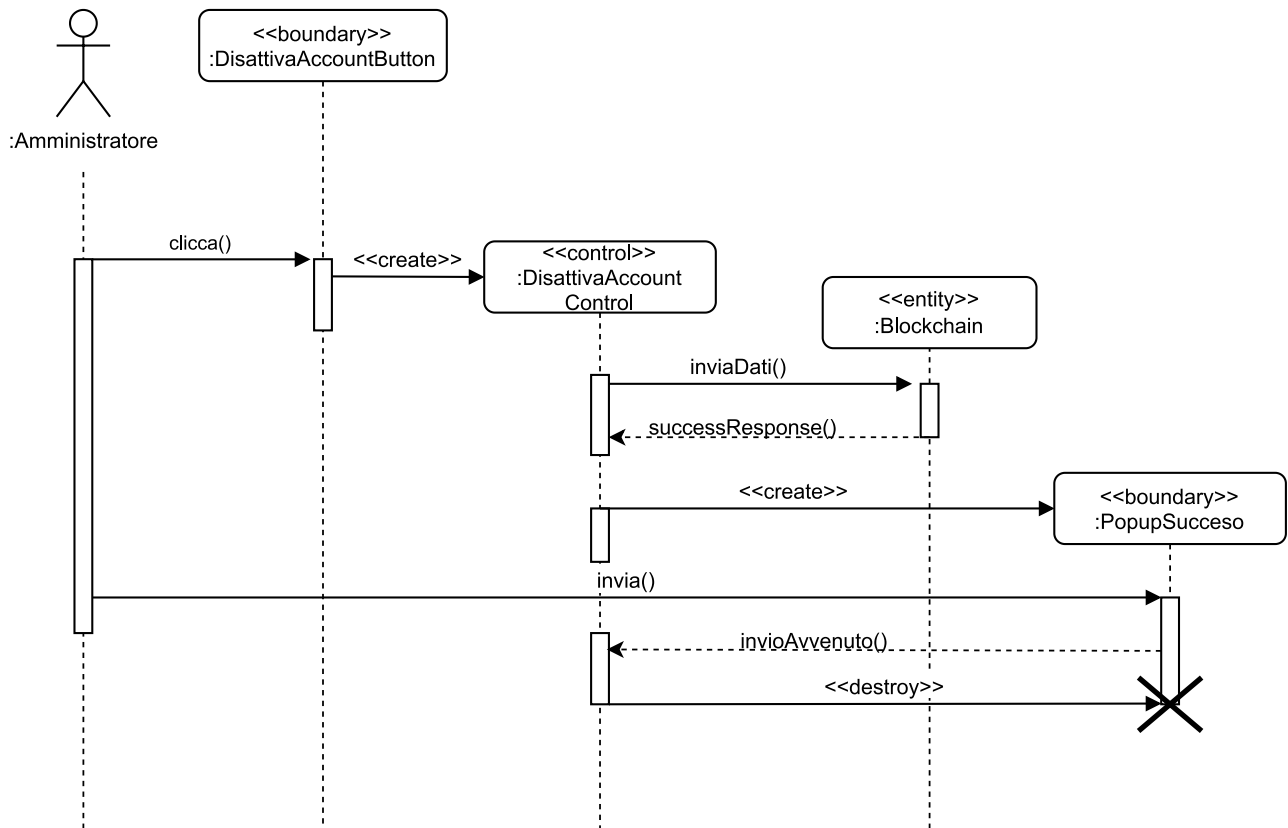 <<boundary>>
:DisattivaAccountButton
:Amministratore
clicca()
<<create>>
<<control>>
:DisattivaAccount
Control
<<entity>>
:Blockchain
inviaDati()
successResponse()
<<create>>
<<boundary>>
:PopupSucceso
invia()
invioAvvenuto()
<<destroy>>